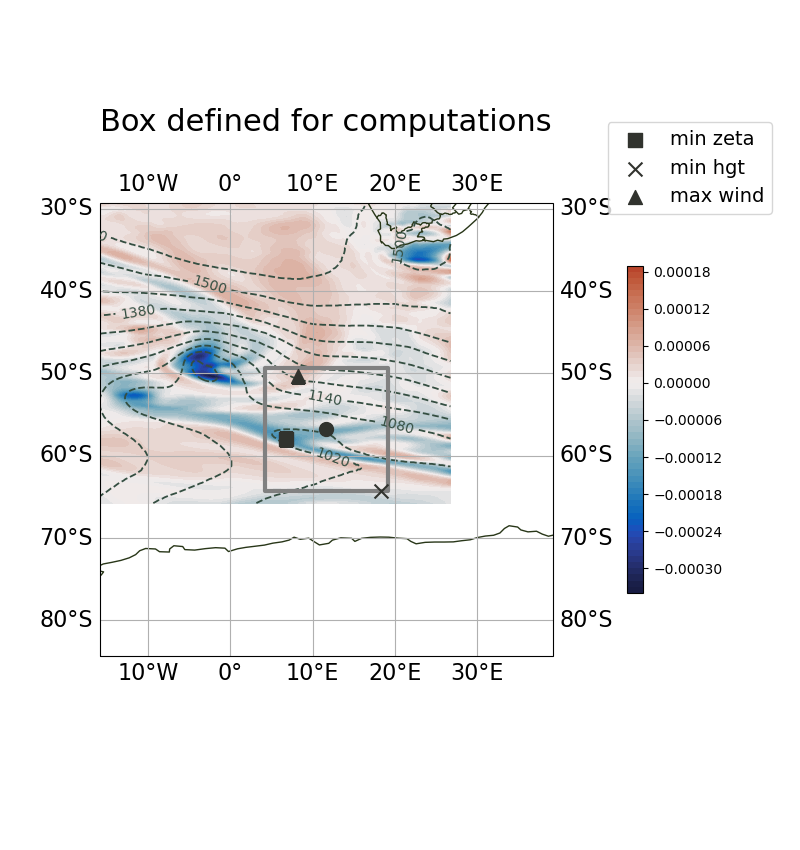 Box defined for computations
min zeta
min hgt
max wind
10°W 0° 10°E 20°E 30°E
30°S 30°S
40°S 40°S
50°S 50°S
60°S 60°S
70°S 70°S
80°S 80°S
10°W 0° 10°E 20°E 30°E
1500
1500
1380
1140
1080
1020
0.00018
0.00012
0.00006
0.00000
−0.00006
−0.00012
−0.00018
−0.00024
−0.00030